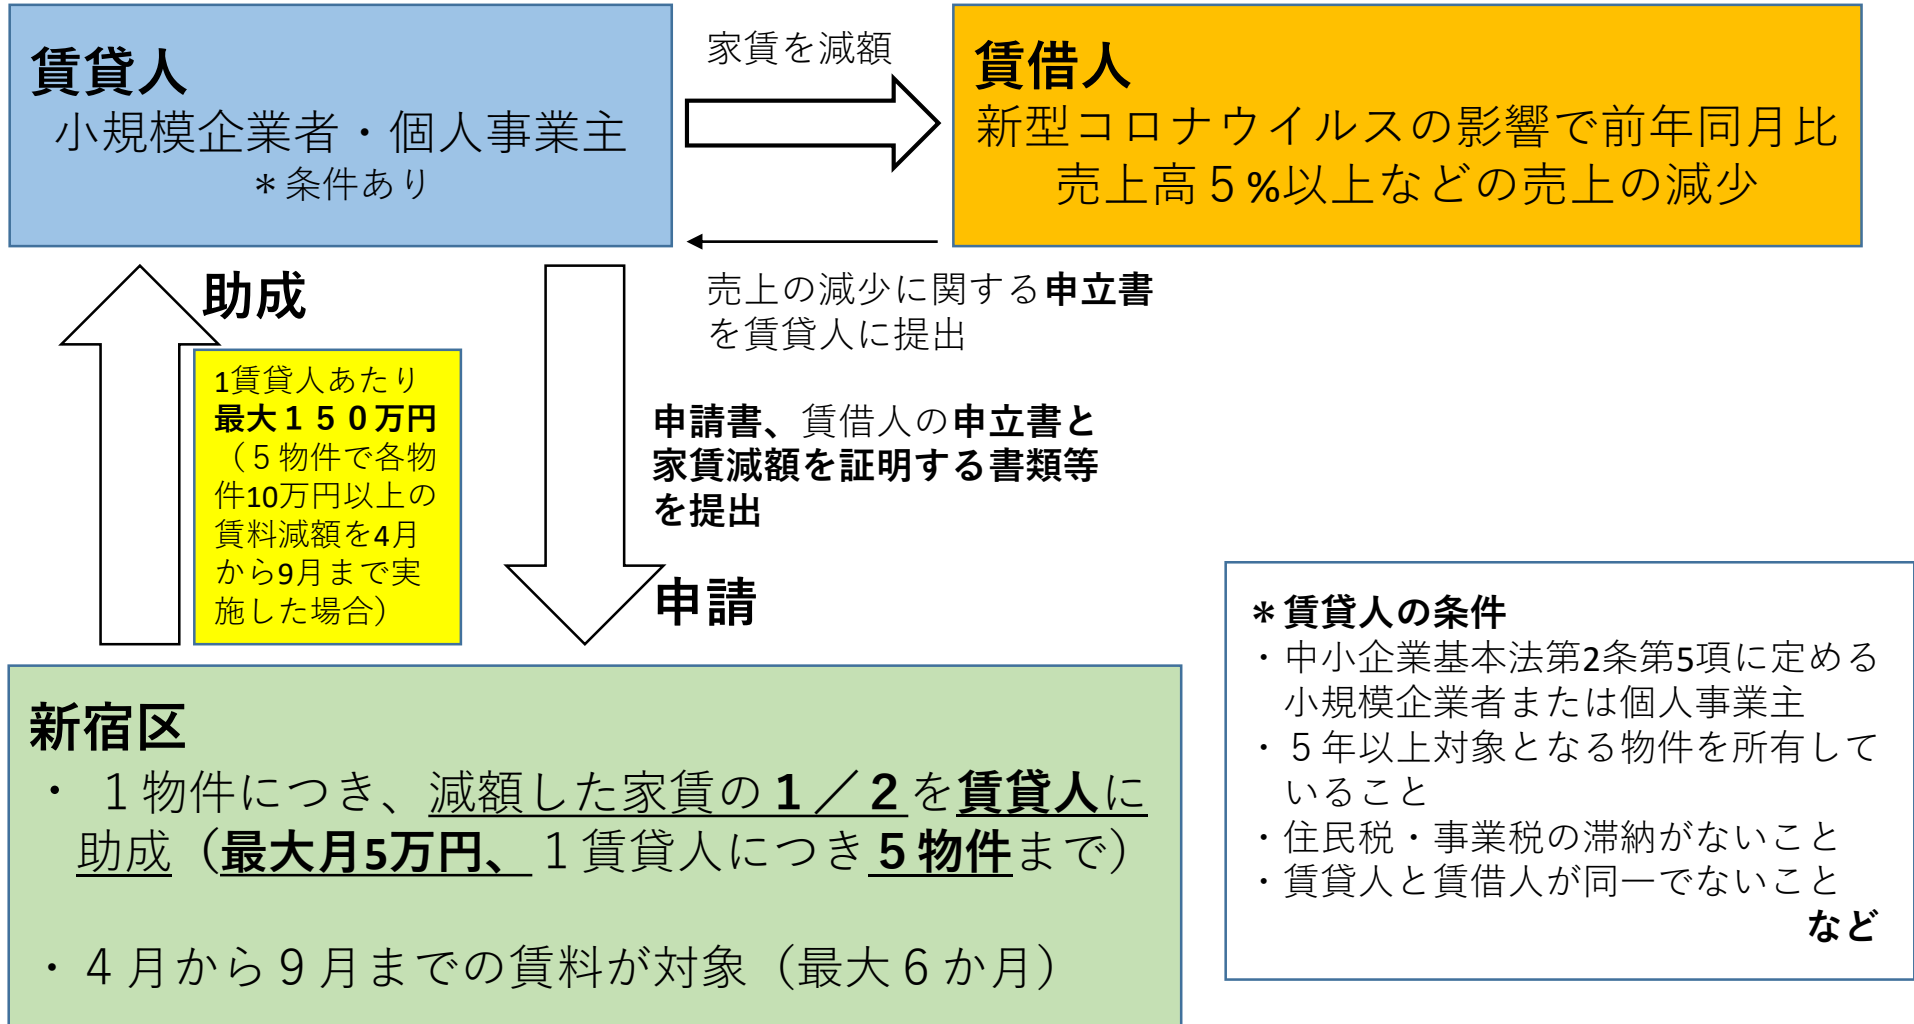 賃貸人
小規模企業者・個人事業主
＊条件あり
家賃を減額
賃借人
新型コロナウイルスの影響で前年同月比
売上高５%以上などの売上の減少
売上の減少に関する申立書
を賃貸人に提出
助成
1賃貸人あたり
最大１５０万円
（５物件で各物
件10万円以上の
賃料減額を4月
から9月まで実
施した場合）
申請書、賃借人の申立書と
家賃減額を証明する書類等
を提出
申請
新宿区
・ １物件につき、減額した家賃の１／２を賃貸人に
助成（最大月5万円、１賃貸人につき５物件まで）
・４月から９月までの賃料が対象（最大６か月）
＊賃貸人の条件
・中小企業基本法第2条第5項に定める
小規模企業者または個人事業主
・５年以上対象となる物件を所有して
いること
・住民税・事業税の滞納がないこと
・賃貸人と賃借人が同一でないこと
など